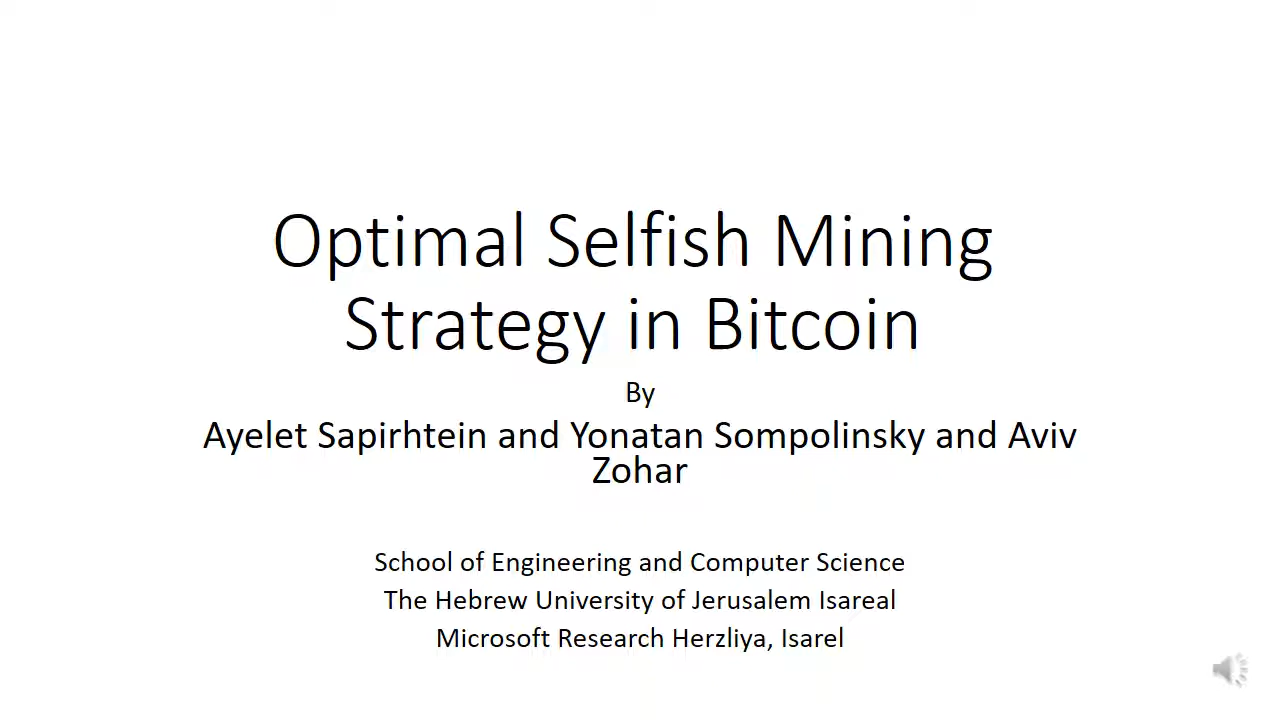 Optimal Selfish Mining
Strategy in Bitcoin
By
Ayelet Sapirhtein and Yonatan Sompolinsky and Aviv
Zohar
School of Engineering and Computer Science
The Hebrew University of Jerusalem Isareal
Microsoft Research Herzliya, Isarel